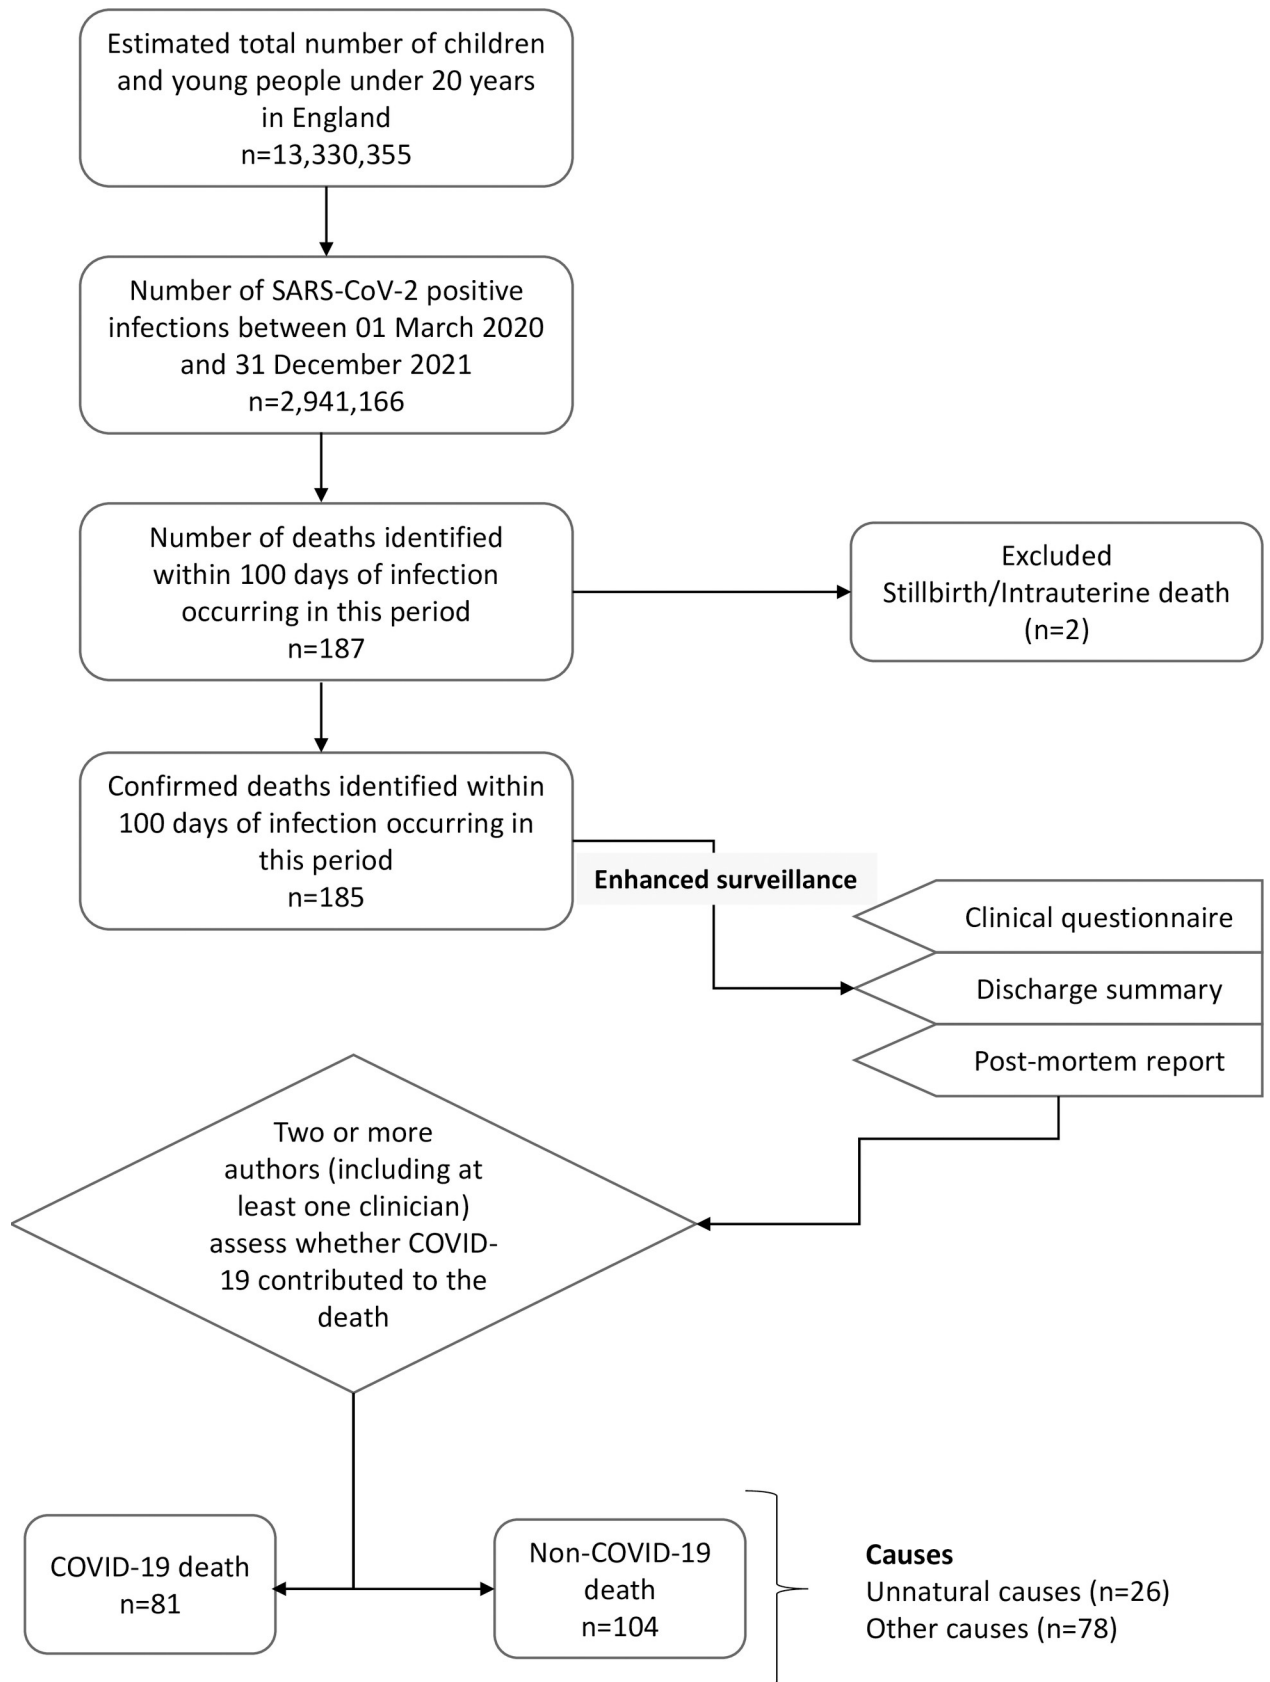 Estimated total number of children
and young people under 20 years
in England
n=13,330,355
Number of SARS-CoV-2 positive
infections between 01 March 2020
and 31 December 2021
n=2,941,166
Number of deaths identified
within 100 days of infection
occurring in this period
n=187
Excluded
Stillbirth/Intrauterine death
(n=2)
Confirmed deaths identified within
100 days of infection occurring in
this period
n=185
Enhanced surveillance
Clinical questionnaire
Discharge summary
Post-mortem report
Two or more
authors (including at
least one clinician)
assess whether COVID-
19 contributed to the
death
COVID-19 death
n=81
Non-COVID-19
death
n=104
Causes
Unnatural causes (n=26)
Other causes (n=78)